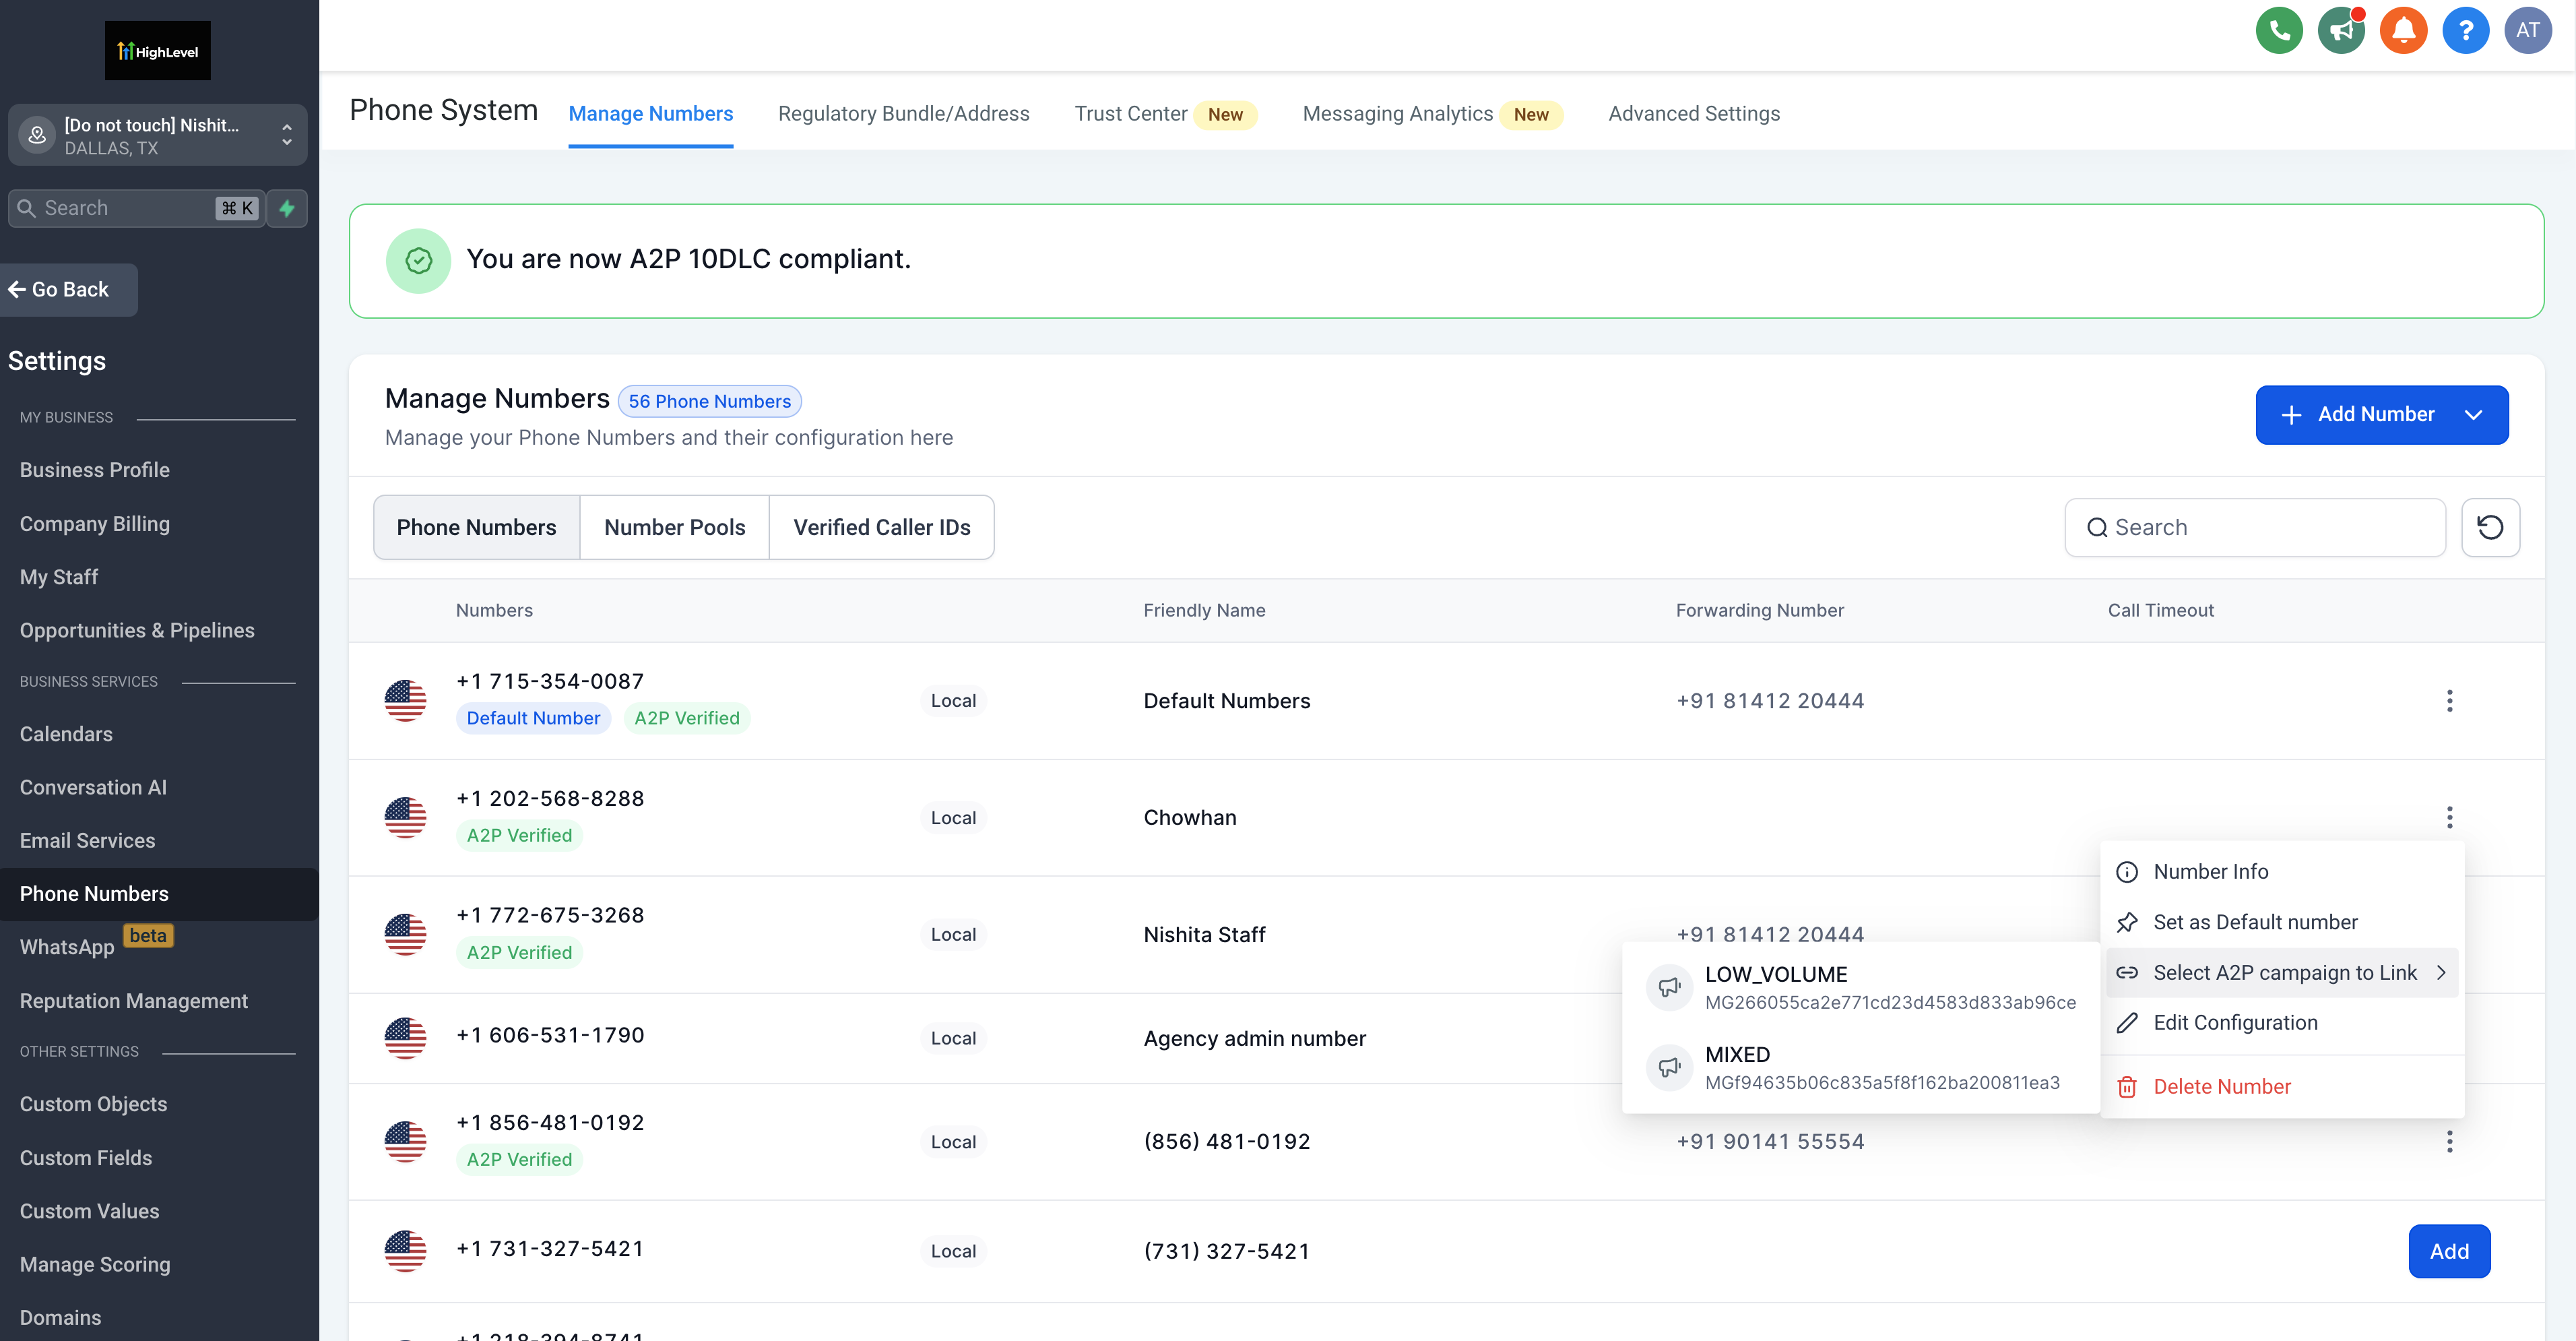 HighLevel
AT
[Do not touch] Nishit...
DALLAS, TX
Search
⌘ K
Go Back
Settings
MY BUSINESS
Business Profile
Company Billing
My Staff
Opportunities & Pipelines
BUSINESS SERVICES
Calendars
Conversation AI
Email Services
Phone Numbers
WhatsApp beta
Reputation Management
OTHER SETTINGS
Custom Objects
Custom Fields
Custom Values
Manage Scoring
Domains
Phone System Manage Numbers Regulatory Bundle/Address Trust Center New Messaging Analytics New Advanced Settings
You are now A2P 10DLC compliant.
Manage Numbers 56 Phone Numbers
Manage your Phone Numbers and their configuration here
Add Number
Phone Numbers Number Pools Verified Caller IDs
Search
Numbers Friendly Name Forwarding Number Call Timeout
+1 715-354-0087
Default Number A2P Verified
Local
Default Numbers
+91 81412 20444
+1 202-568-8288
A2P Verified
Local
Chowhan
+1 772-675-3268
A2P Verified
Local
Nishita Staff
+91 81412 20444
+1 606-531-1790
Local
Agency admin number
+1 856-481-0192
A2P Verified
Local
(856) 481-0192
+91 90141 55554
+1 731-327-5421
Local
(731) 327-5421
Add
+1 218-394-8741
Number Info
Set as Default number
Select A2P campaign to Link
Edit Configuration
Delete Number
LOW_VOLUME
MG266055ca2e771cd23d4583d833ab96ce
MIXED
MGf94635b06c835a5f8f162ba200811ea3